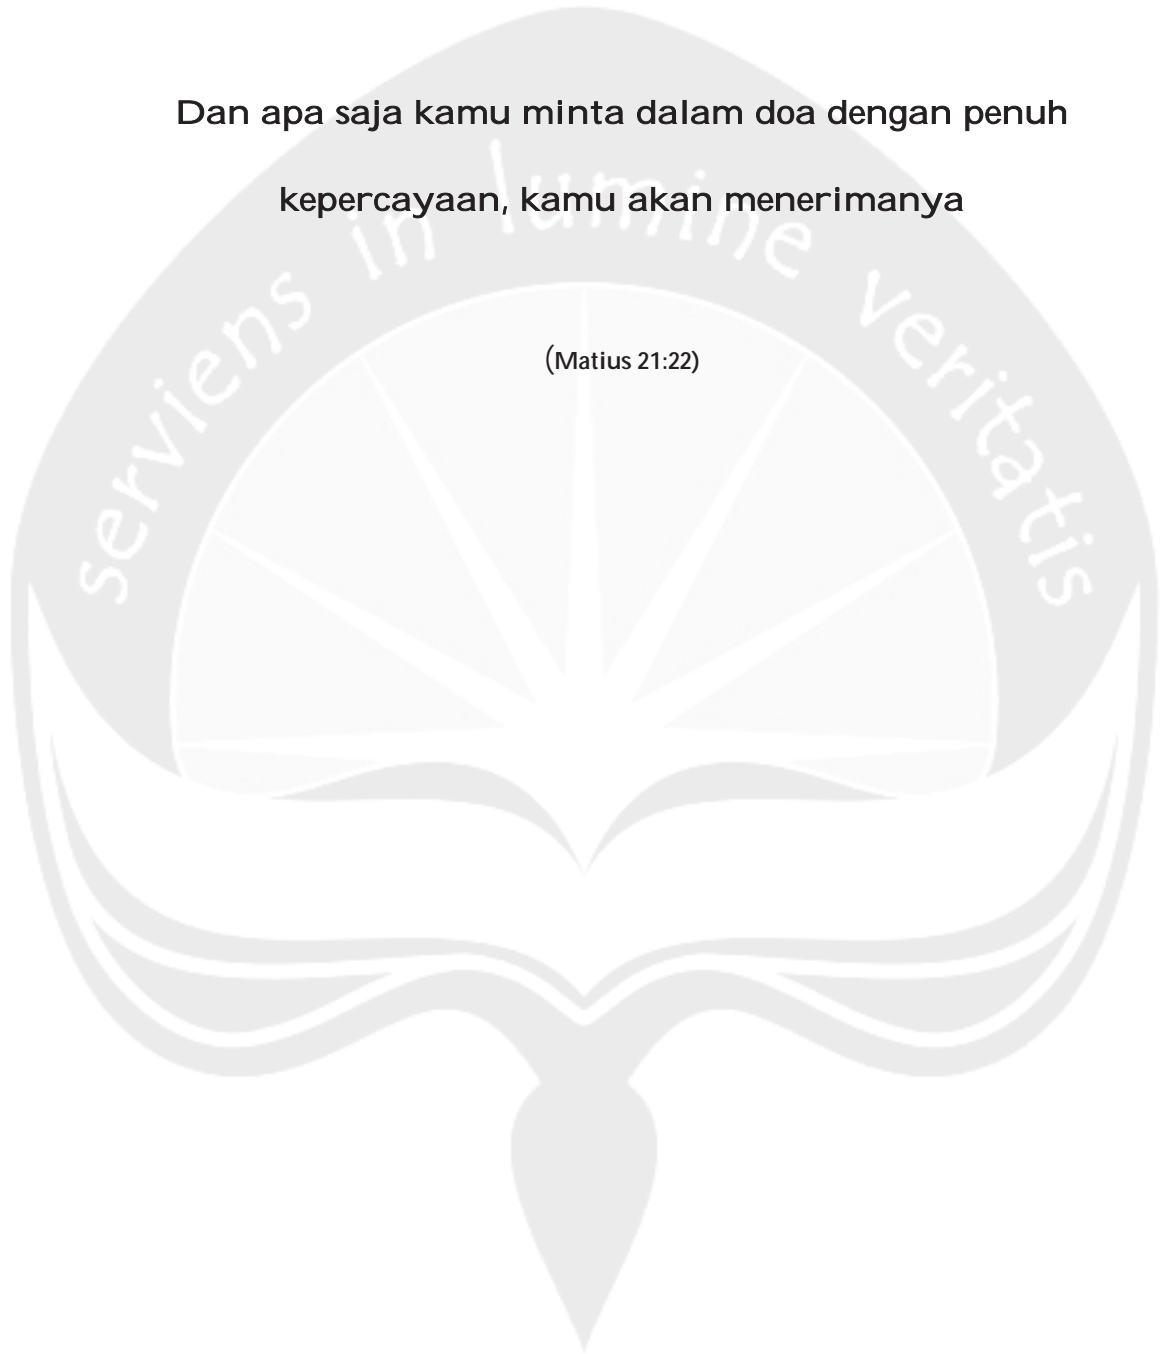 Dan apa saja kamu minta dalam doa dengan penuh
kepercayaan, kamu akan menerimanya
serviens in lumine veritatis
(Matius 21:22)